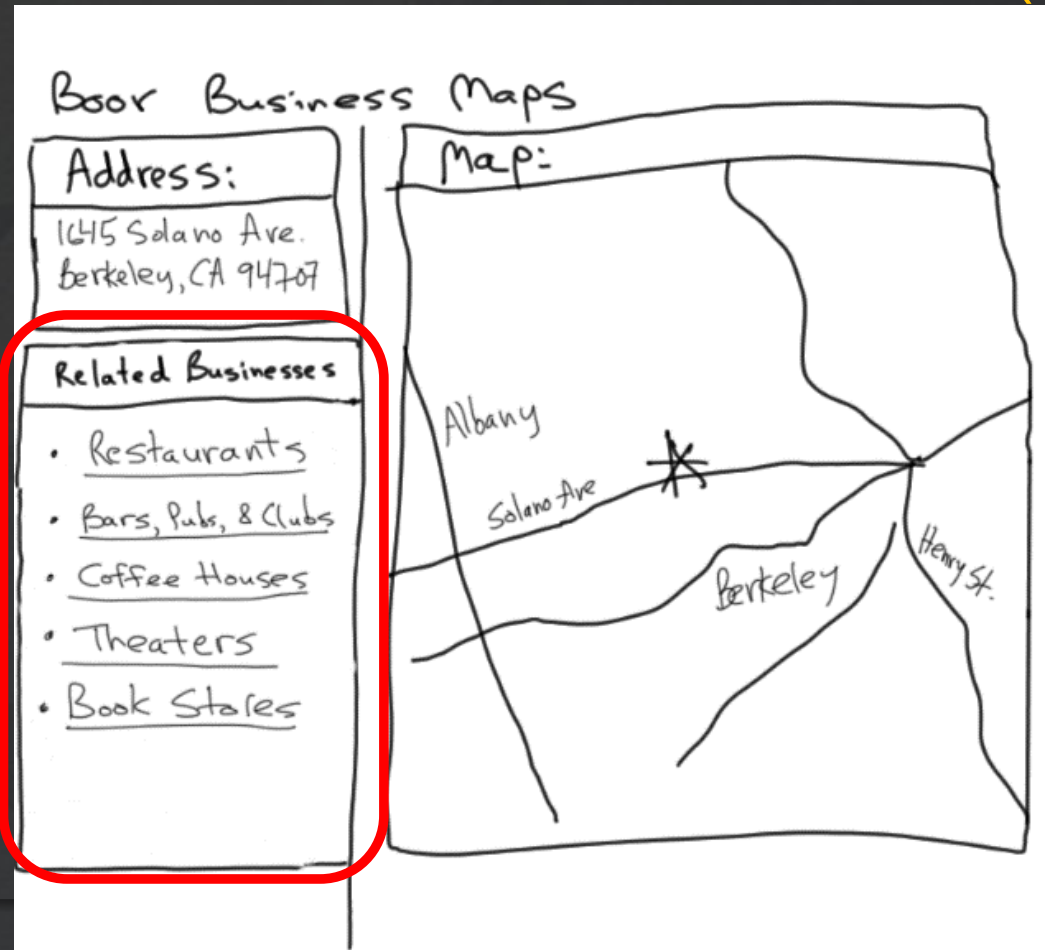 Boor Business Maps
Address:
1645 Solano Ave.
Berkeley, CA 94707
Related Businesses
• Restaurants
• Bars, Pubs, & Clubs
• Coffee Houses
• Theaters
• Book Stores
Map:
Albany
Solano Ave
Berkeley
Henry St.